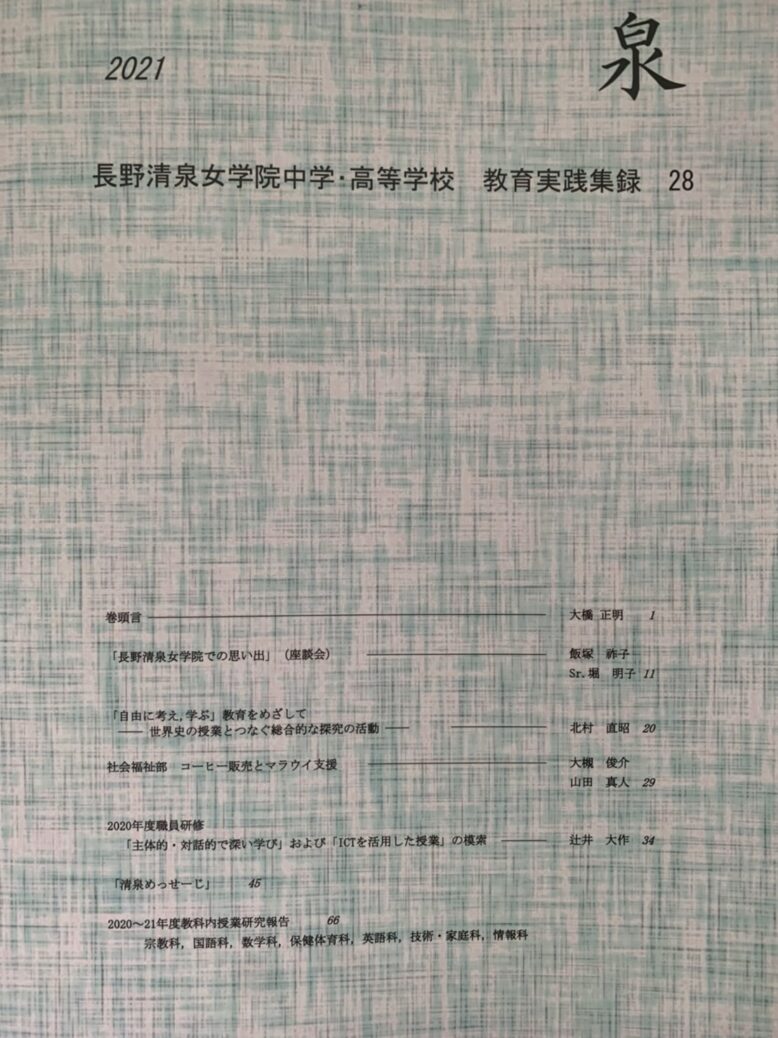 2021
泉
長野清泉女学院中学・高等学校 教育実践集録 28
巻頭言 大橋 正明 1
「長野清泉女学院での思い出」(座談会) 飯塚 祚子
Sr.堀 明子 11
「自由に考え,学ぶ」教育をめざして
―― 世界史の授業とつなぐ総合的な探究の活動 ―― 北村 直昭 20
社会福祉部 コーヒー販売とマラウイ支援 大槻 俊介
山田 真人 29
2020年度職員研修
「主体的・対話的で深い学び」および「ICTを活用した授業」の模索 辻井 大作 34
「清泉めっせーじ」 45
2020～21年度教科内授業研究報告 66
宗教科, 国語科, 数学科, 保健体育科, 英語科, 技術・家庭科, 情報科